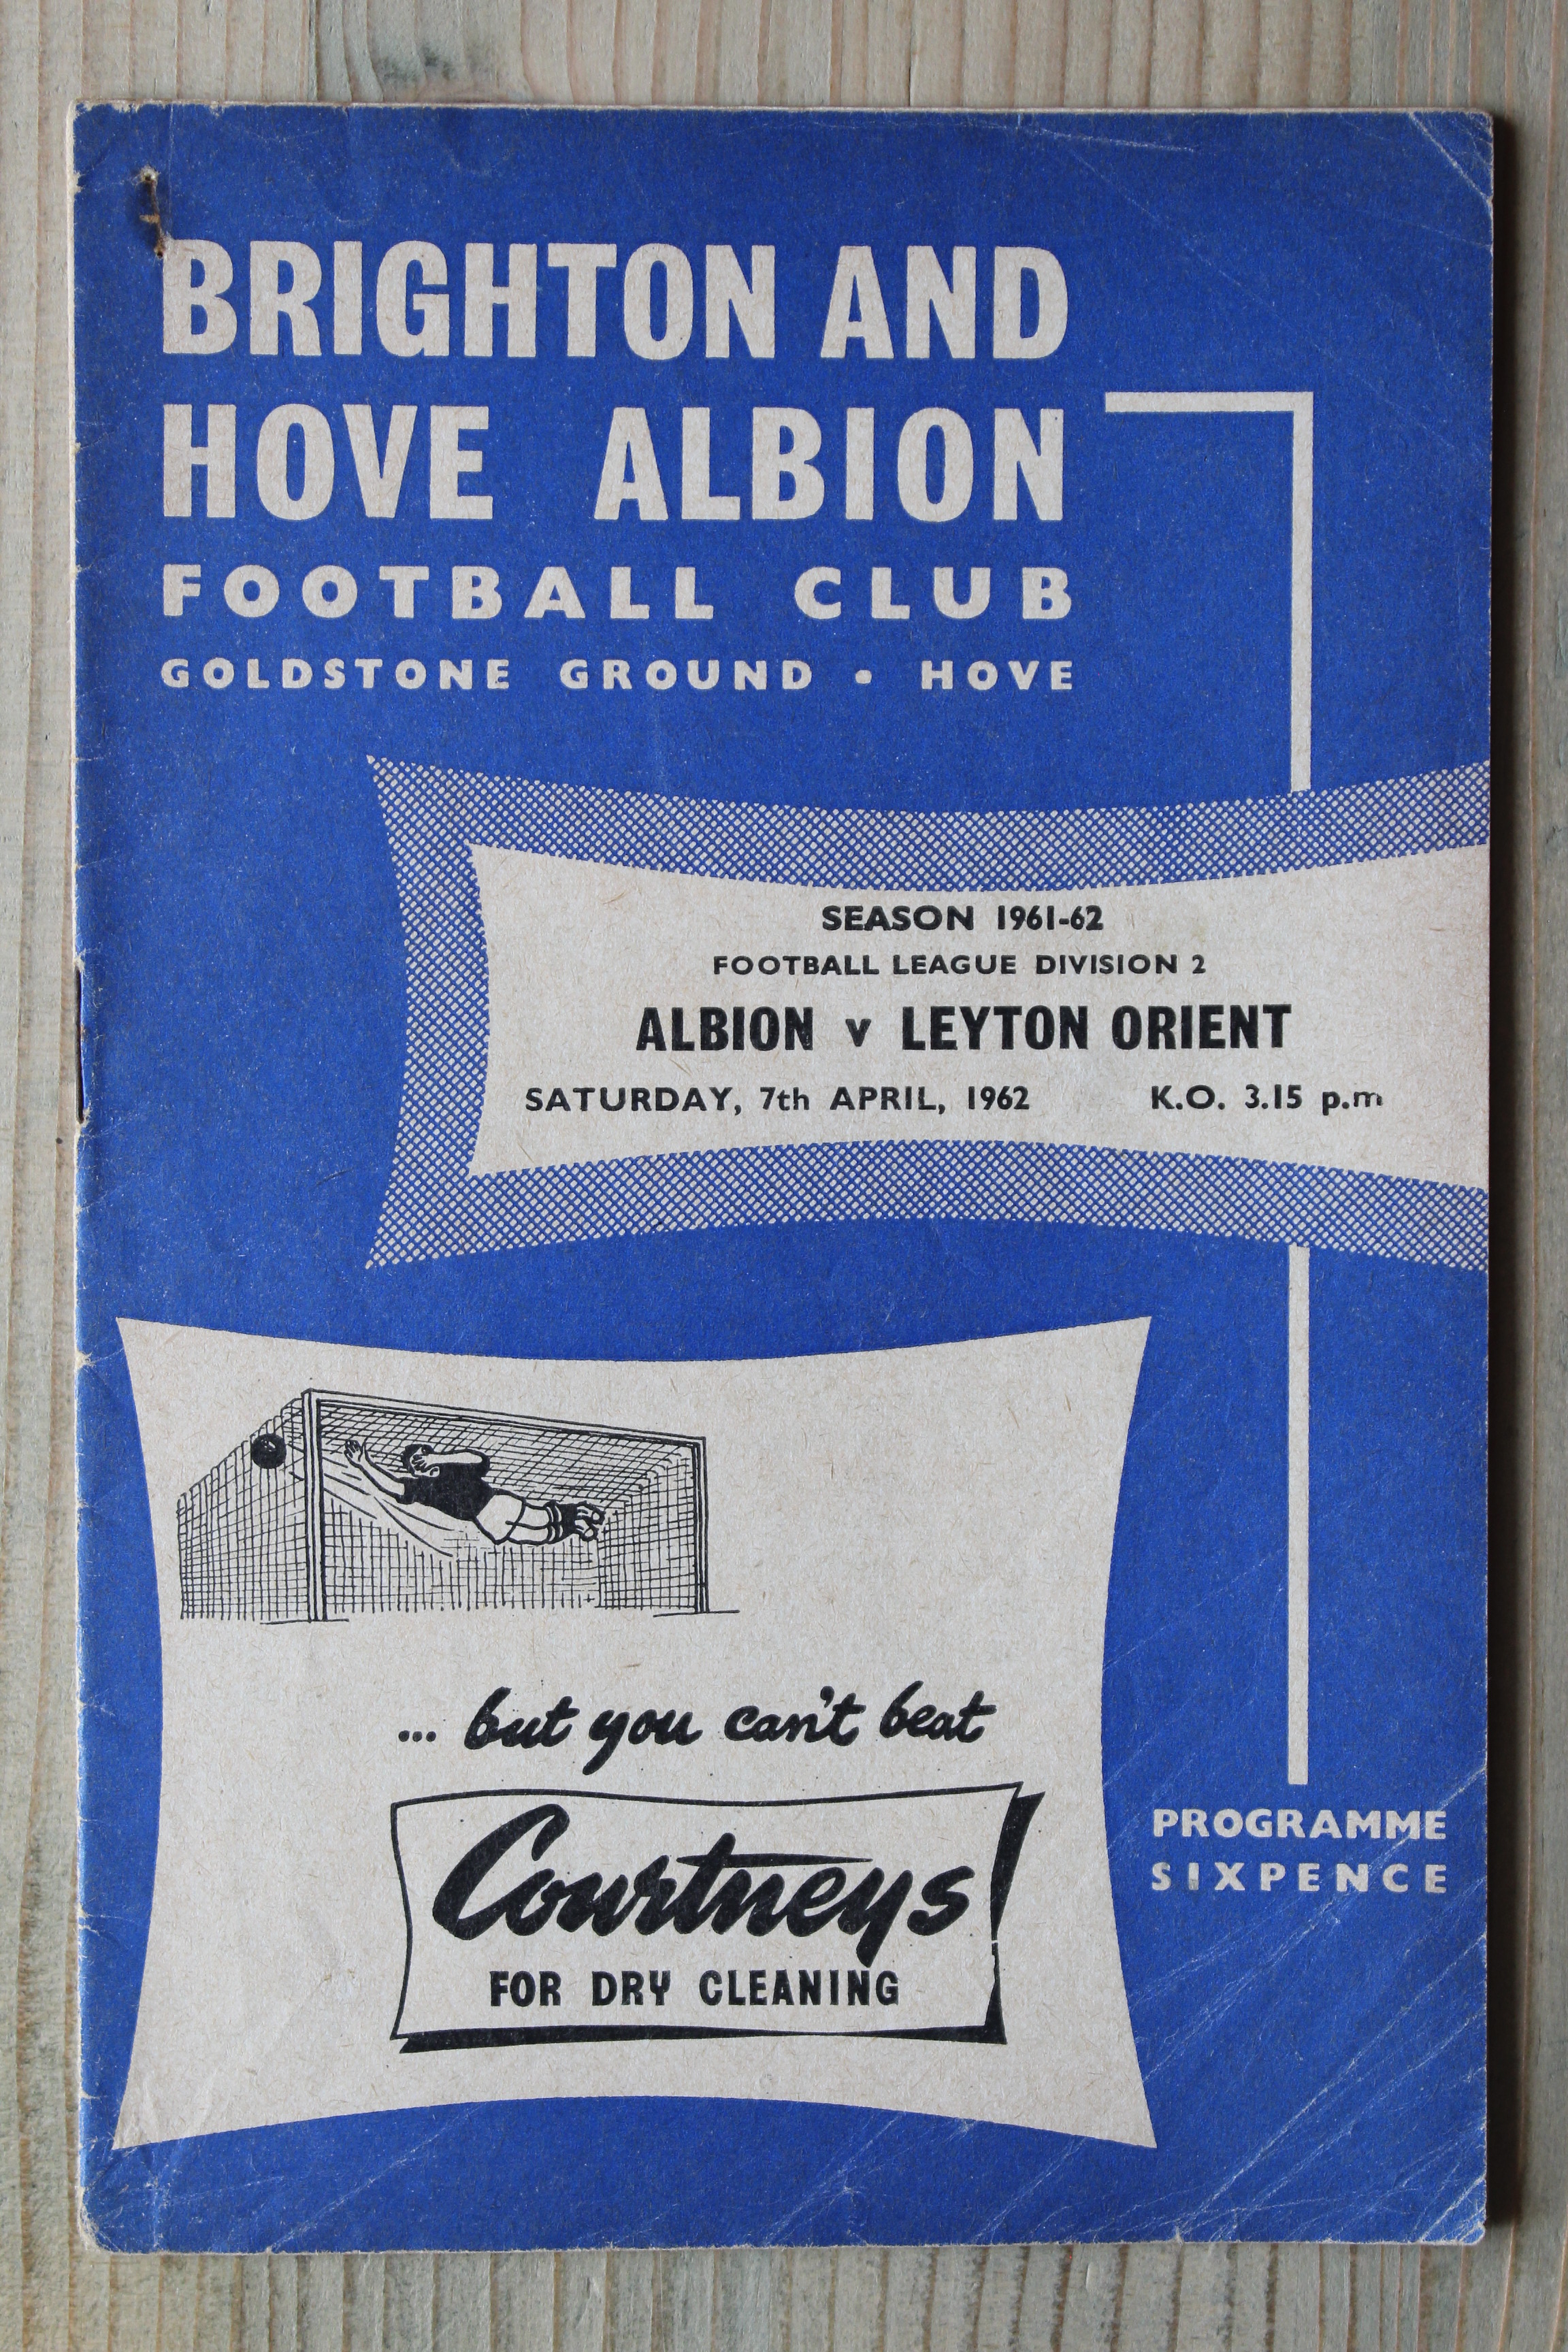 BRIGHTON AND
HOVE ALBION
FOOTBALL CLUB
GOLDSTONE GROUND • HOVE
SEASON 1961-62
FOOTBALL LEAGUE DIVISION 2
ALBION v LEYTON ORIENT
SATURDAY, 7th APRIL, 1962 K.O. 3.15 p.m
... but you can't beat
Courtneys
FOR DRY CLEANING
PROGRAMME
SIXPENCE